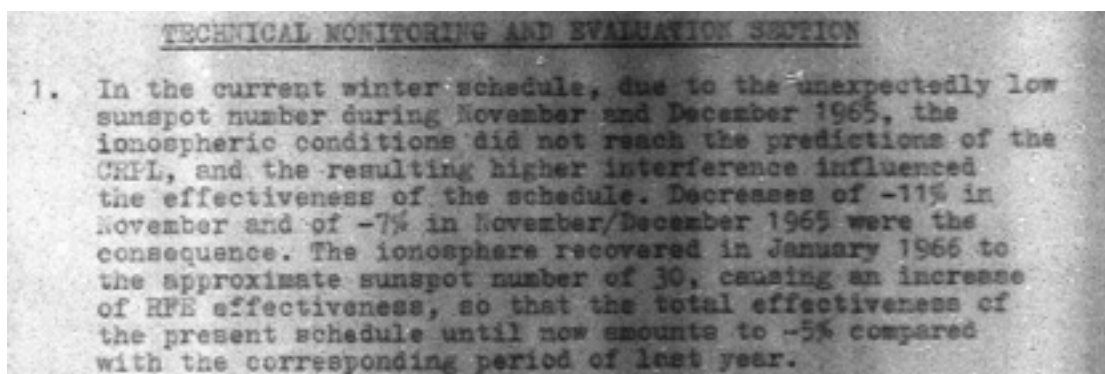 TECHNICAL MONITORING AND EVALUATION SECTION
1. In the current winter schedule, due to the unexpectedly low
sunspot number during November and December 1965, the
ionospheric conditions did not reach the predictions of the
CRPL, and the resulting higher interference influenced
the effectiveness of the schedule. Decreases of -11% in
November and of -7% in November/December 1965 were the
consequence. The ionosphere recovered in January 1966 to
the approximate sunspot number of 30, causing an increase
of RFE effectiveness, so that the total effectiveness of
the present schedule until now amounts to -5% compared
with the corresponding period of last year.